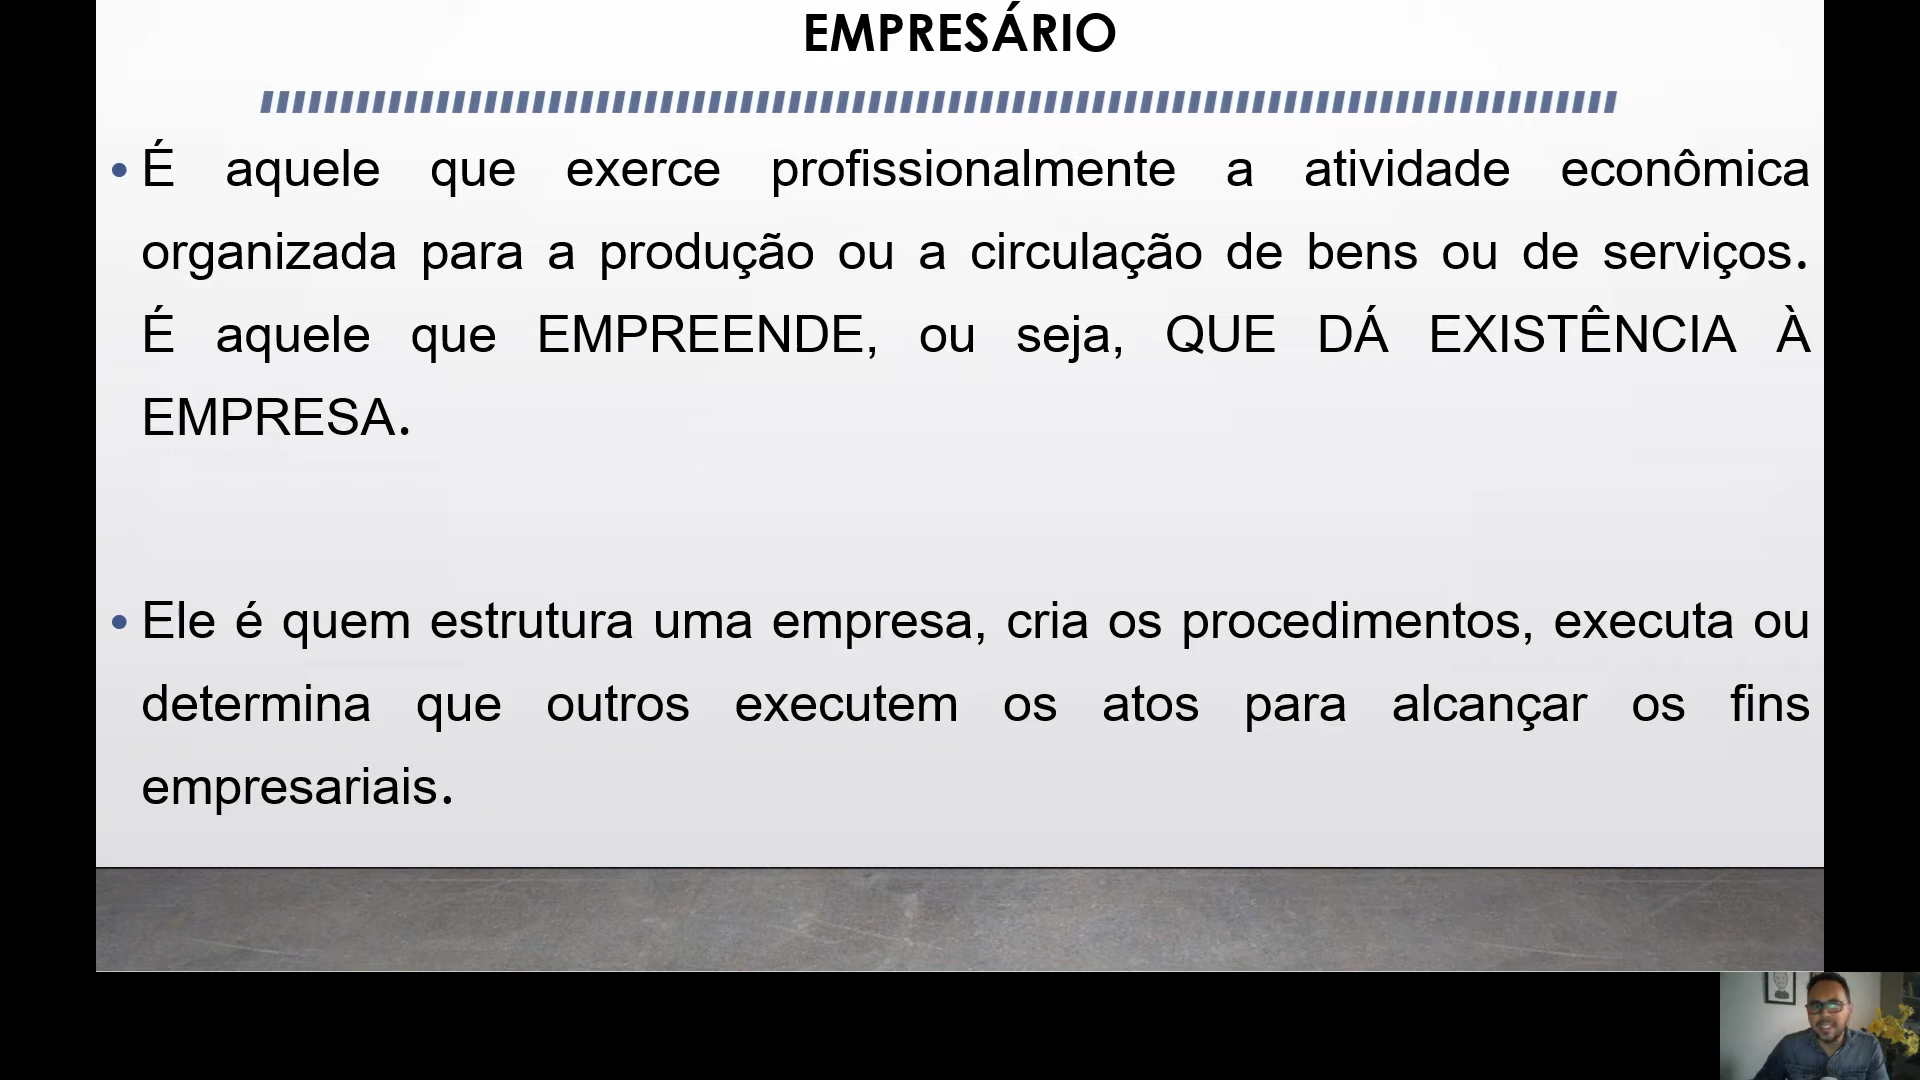 EMPRESÁRIO
• É aquele que exerce profissionalmente a atividade econômica
organizada para a produção ou a circulação de bens ou de serviços.
É aquele que EMPREENDE, ou seja, QUE DÁ EXISTÊNCIA À
EMPRESA.
• Ele é quem estrutura uma empresa, cria os procedimentos, executa ou
determina que outros executem os atos para alcançar os fins
empresariais.